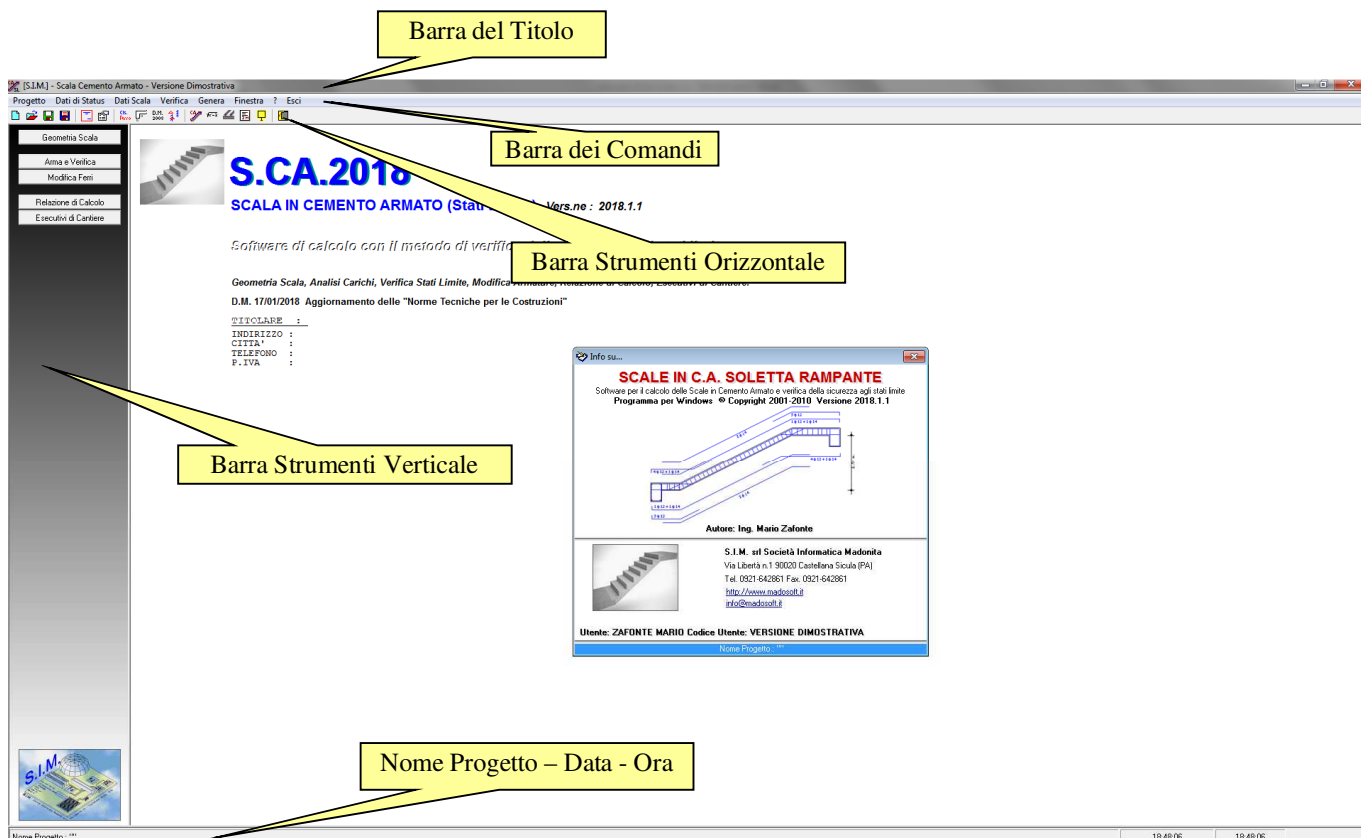 Barra del Titolo
[S.I.M.] - Scala Cemento Armato - Versione Dimostrativa
Progetto Dati di Status Dati Scala Verifica Genera Finestra ? Esci
Barra dei Comandi
Geometria Scala
Arma e Verifica
Modifica Ferri
Relazione di Calcolo
Esecutivi di Cantiere
S.CA.2018
SCALA IN CEMENTO ARMATO (Stati Vers.ne : 2018.1.1
Software di calcolo con il metodo di verifica
Barra Strumenti Orizzontale
Geometria Scala, Analisi Carichi, Verifica Stati Limite, Modifica Armature, Relazione di Calcolo, Esecutivi di Cantiere.
D.M. 17/01/2018 Aggiornamento delle "Norme Tecniche per le Costruzioni"
TITOLARE :
INDIRIZZO :
CITTA' :
TELEFONO :
P.IVA :
Barra Strumenti Verticale
Info su...
SCALE IN C.A. SOLETTA RAMPANTE
Software per il calcolo delle Scale in Cemento Armato e verifica della sicurezza agli stati limite
Programma per Windows © Copyright 2001-2010 Versione 2018.1.1
Autore: Ing. Mario Zafonte
S.I.M. srl Società Informatica Madonita
Via Libertà n.1 90020 Castellana Sicula (PA)
Tel. 0921-642861 Fax. 0921-642861
http://www.madosoft.it
info@madosoft.it
Utente: ZAFONTE MARIO Codice Utente: VERSIONE DIMOSTRATIVA
Nome Progetto : ""
S.I.M.
Nome Progetto – Data - Ora
Nome Progetto : ""
18:48:06 18:48:06